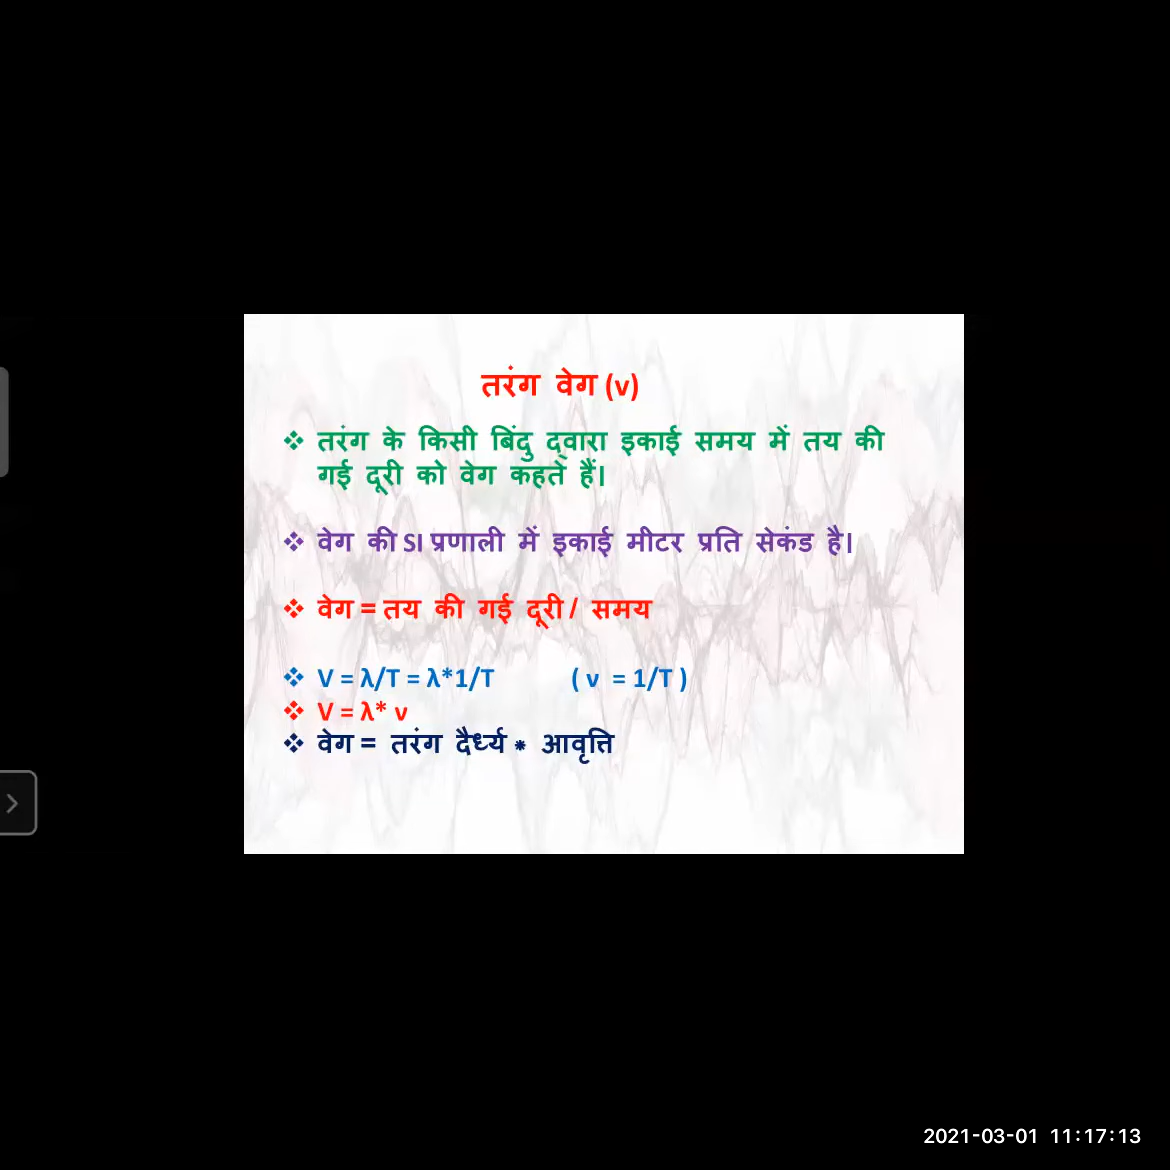 तरंग वेग (v)
❖ तरंग के किसी बिंदु द्वारा इकाई समय में तय की
गई दूरी को वेग कहते हैं।
❖ वेग की SI प्रणाली में इकाई मीटर प्रति सेकंड है।
❖ वेग = तय की गई दूरी / समय
❖ V = λ/T = λ*1/T ( ν = 1/T )
❖ V = λ* ν
❖ वेग = तरंग दैर्ध्य * आवृत्ति
2021-03-01 11:17:13